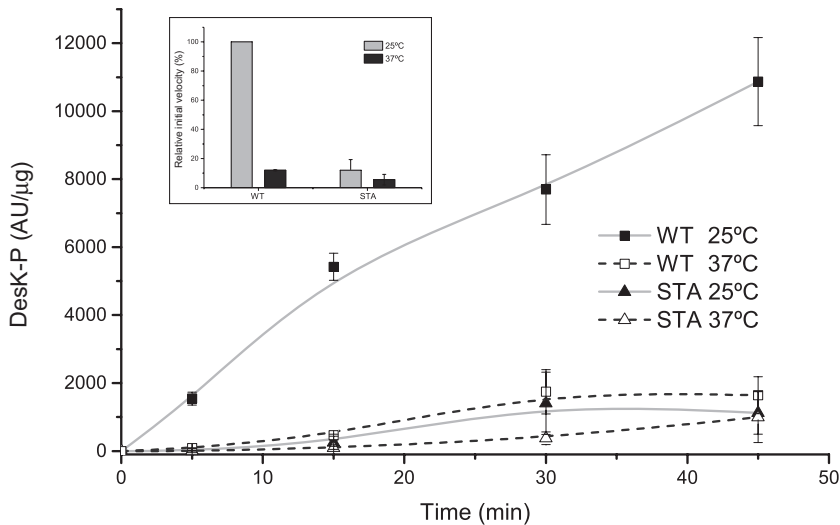 12000
10000
8000
6000
4000
2000
0
DesK-P (AU/μg)
0 10 20 30 40 50
Time (min)
WT 25ºC
WT 37ºC
STA 25ºC
STA 37ºC
100
80
60
40
20
0
Relative initial velocity (%)
25ºC
37ºC
WT STA